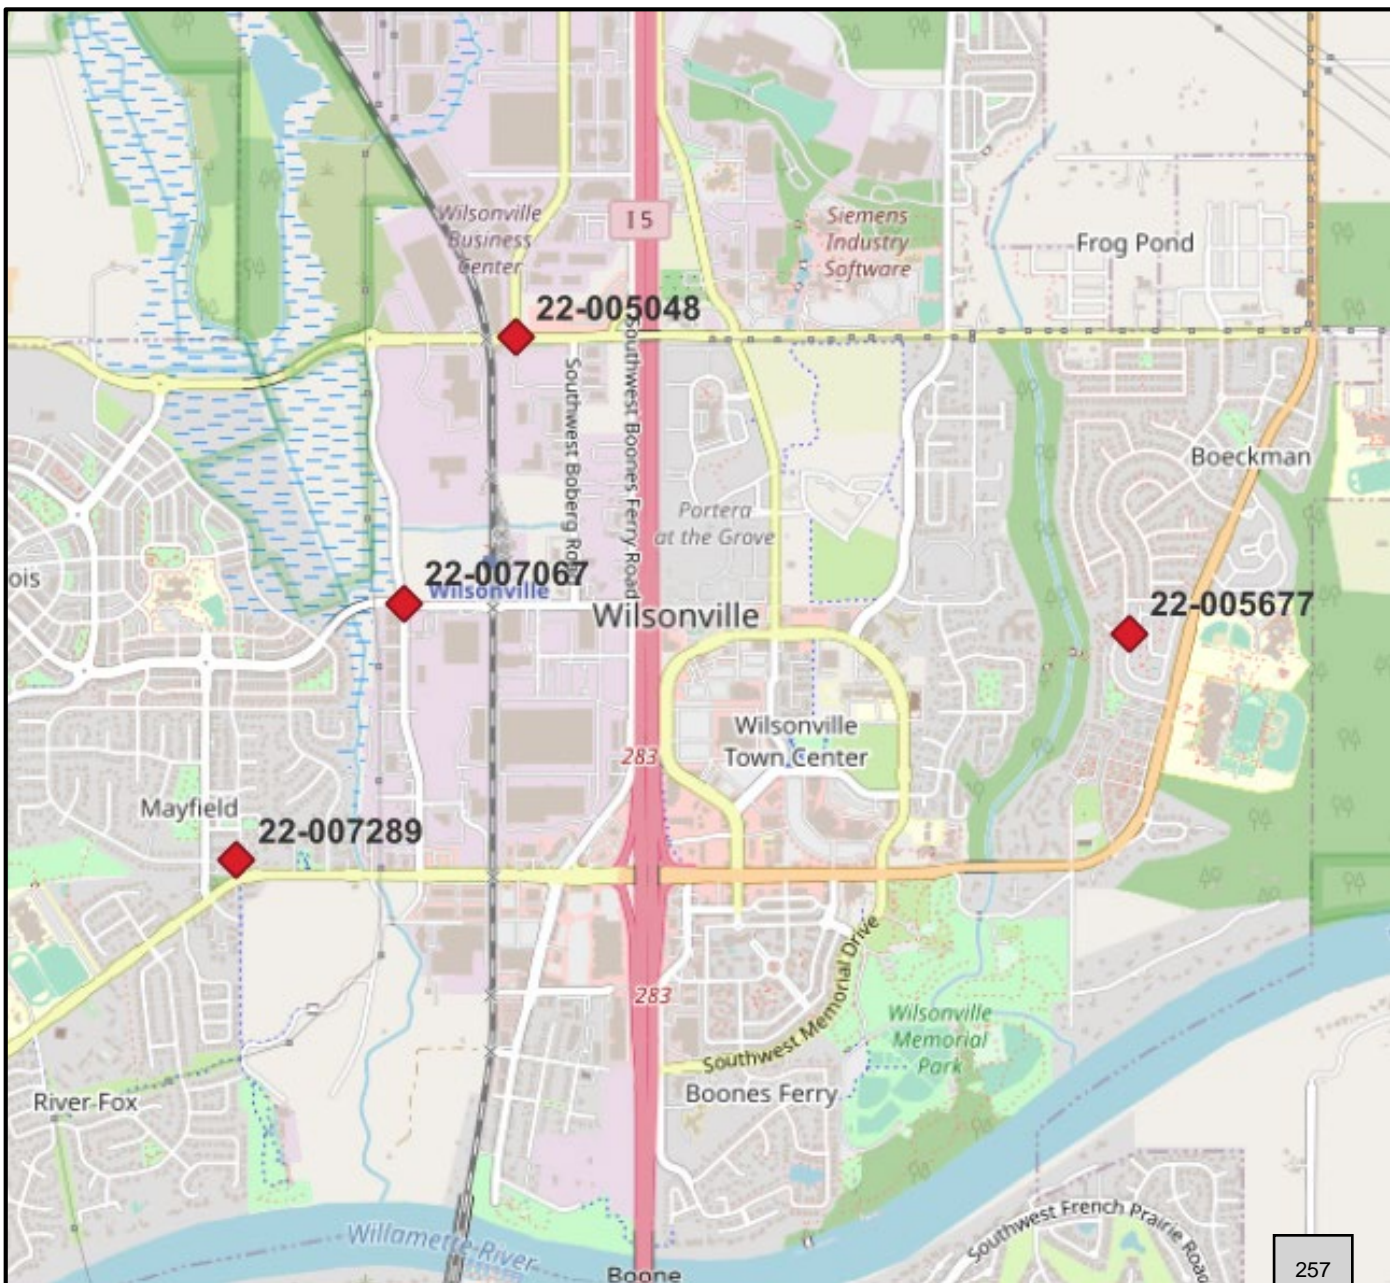 Wilsonville
Business
Center
I 5
Siemens
Industry
Software
Frog Pond
22-005048
Southwest Boberg Road
Southwest Boones Ferry Road
Boeckman
Portera
at the Grove
ois
22-007067
Wilsonville
Wilsonville
22-005677
Wilsonville
Town Center
283
Mayfield
22-007289
283
Southwest Memorial Drive
Wilsonville
Memorial
Park
Boones Ferry
River Fox
Willamette River
Southwest French Prairie Road
Boone
257